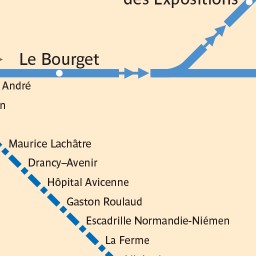 des Expositions
Le Bourget
André
n
Maurice Lachâtre
Drancy–Avenir
Hôpital Avicenne
Gaston Roulaud
Escadrille Normandie-Niémen
La Ferme